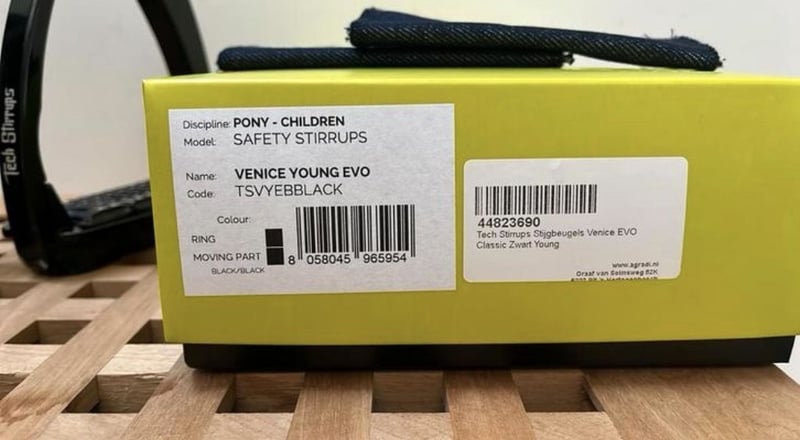 Tech Stirrups
Discipline: PONY - CHILDREN
Model: SAFETY STIRRUPS
Name: VENICE YOUNG EVO
Code: TSVYEBBLACK
Colour:
RING
MOVING PART
BLACK/BLACK
8 058045 965954
44823690
Tech Stirrups Stijgbeugels Venice EVO
Classic Zwart Young
www.agradi.nl
Graaf van Solmsweg 52K